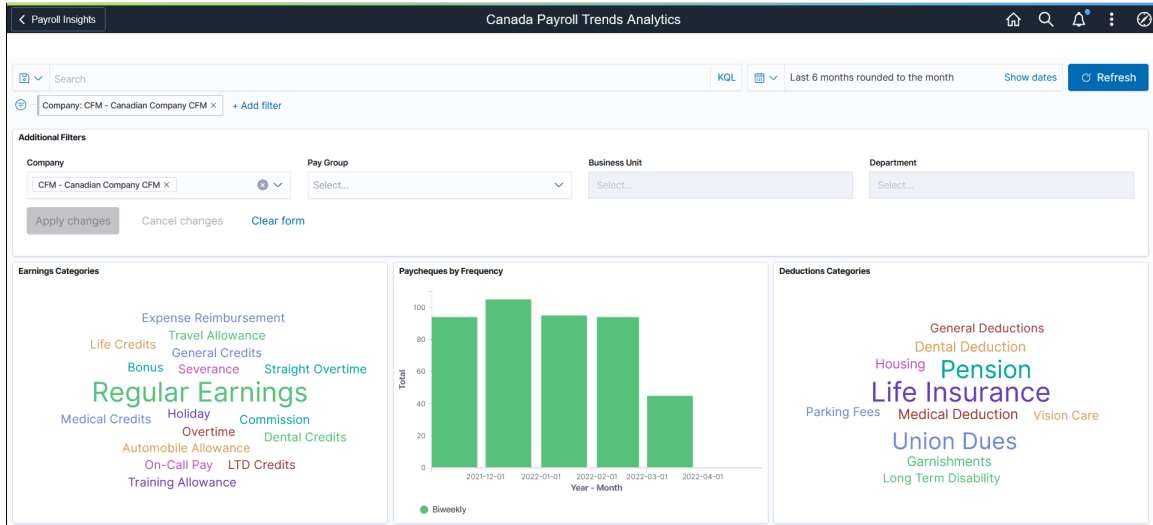 Payroll Insights
Canada Payroll Trends Analytics
Search
KQL
Last 6 months rounded to the month
Show dates
Refresh
Company: CFM - Canadian Company CFM ×
+ Add filter
Additional Filters
Company
Pay Group
Business Unit
Department
CFM - Canadian Company CFM ×
Select...
Select...
Select...
Apply changes
Cancel changes
Clear form
Earnings Categories
Expense Reimbursement
Travel Allowance
Life Credits
General Credits
Bonus
Severance
Straight Overtime
Regular Earnings
Medical Credits
Holiday
Commission
Overtime
Dental Credits
Automobile Allowance
On-Call Pay
LTD Credits
Training Allowance
Paycheques by Frequency
100
80
60
40
20
0
Total
2021-12-01
2022-01-01
2022-02-01
2022-03-01
2022-04-01
Year - Month
Biweekly
Deductions Categories
General Deductions
Dental Deduction
Housing
Pension
Life Insurance
Parking Fees
Medical Deduction
Vision Care
Union Dues
Garnishments
Long Term Disability